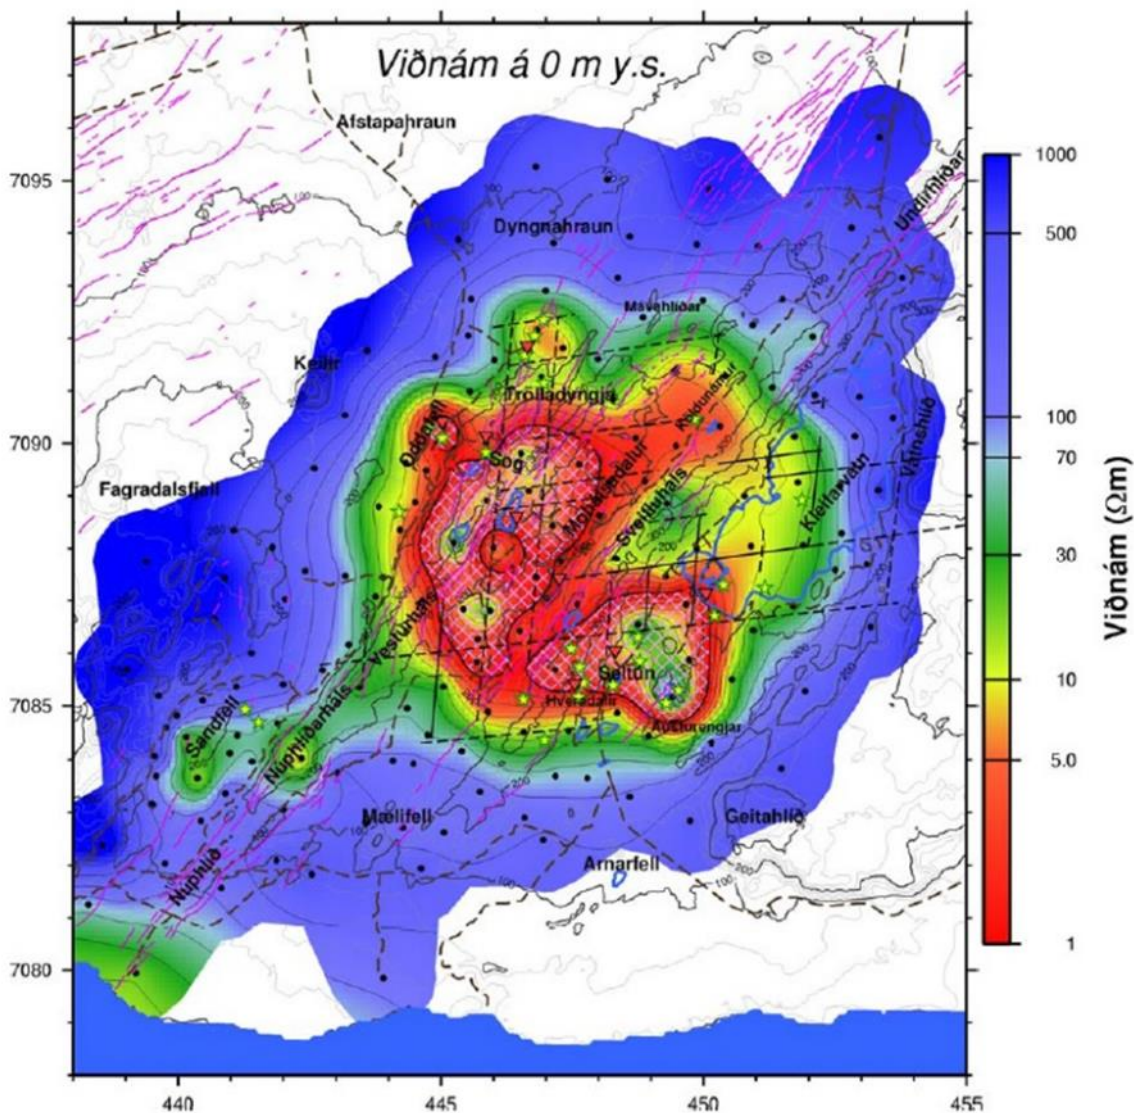 Viðnám á 0 m y.s.
Afstapahraun
7095
Undirhlíðar
Dyngnahraun
Mávahlíðar
Keilir
Trölladyngja
7090
Oddafell
Sog
Móhálsadalur
Sveifluháls
Kleifarvatn
Vatnshlíð
Fagradalsfjall
Vesturháls
Seltún
Hveradalir
Austurengjar
7085
Sandfell
Núphlíðarháls
Mælifell
Geitahlíð
Núphlíð
Arnarfell
7080
440
445
450
455
1000
500
100
70
30
10
5.0
1
Viðnám (Ωm)